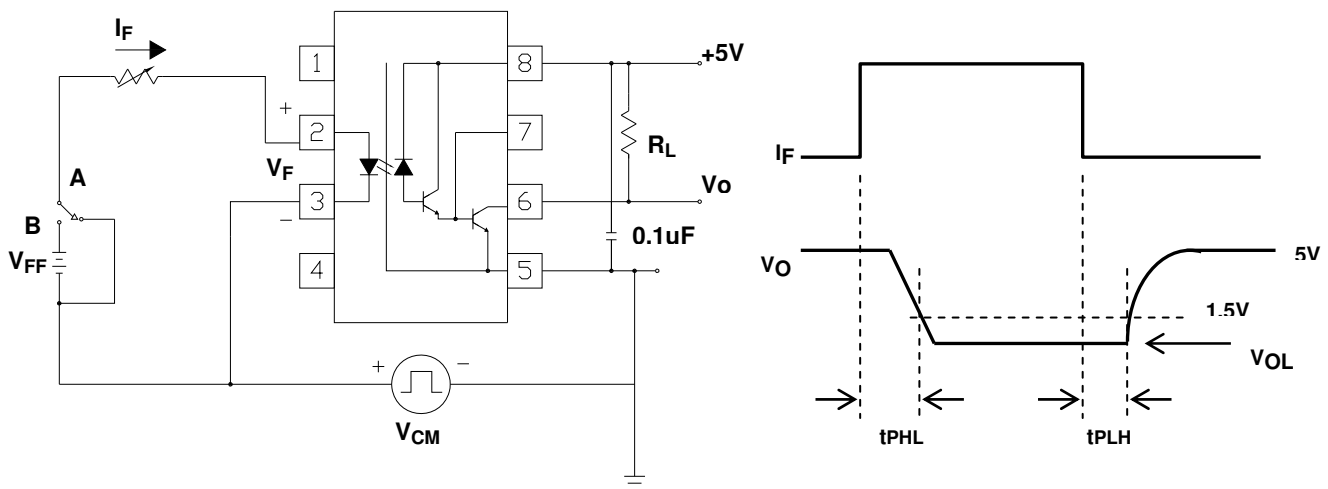 IF
1
8
+5V
+
2
7
RL
VF
A
3
6
Vo
–
B
0.1uF
VFF
4
5
+
–
VCM
IF
VO
5V
1.5V
VOL
tPHL
tPLH